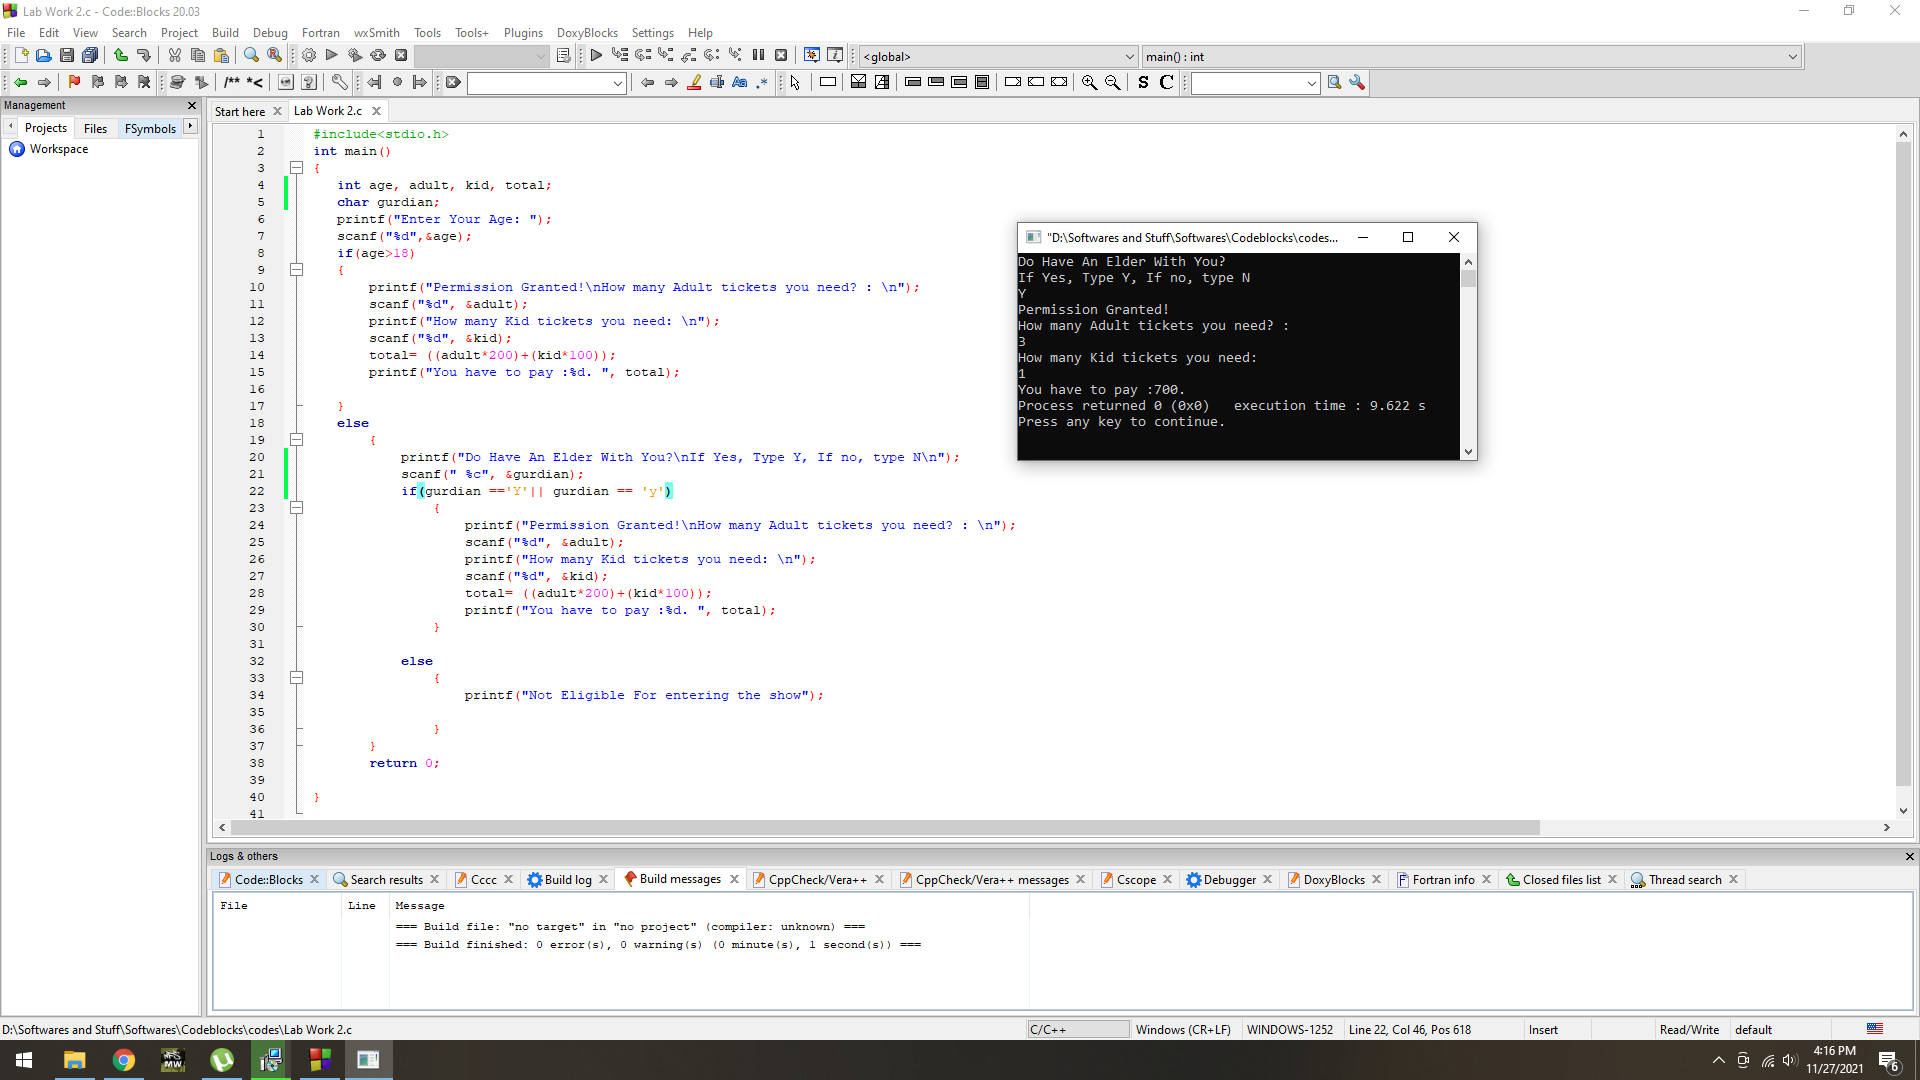 Lab Work 2.c - Code::Blocks 20.03
File Edit View Search Project Build Debug Fortran wxSmith Tools Tools+ Plugins DoxyBlocks Settings Help
<global> main() : int
/** *< Aa .* S C
Management
Projects Files FSymbols
Workspace
Start here Lab Work 2.c
1 #include<stdio.h>
2 int main()
3 {
4 int age, adult, kid, total;
5 char gurdian;
6 printf("Enter Your Age: ");
7 scanf("%d",&age);
8 if(age>18)
9 {
10 printf("Permission Granted!\nHow many Adult tickets you need? : \n");
11 scanf("%d", &adult);
12 printf("How many Kid tickets you need: \n");
13 scanf("%d", &kid);
14 total= ((adult*200)+(kid*100));
15 printf("You have to pay :%d. ", total);
16
17 }
18 else
19 {
20 printf("Do Have An Elder With You?\nIf Yes, Type Y, If no, type N\n");
21 scanf(" %c", &gurdian);
22 if(gurdian =='Y'|| gurdian == 'y')
23 {
24 printf("Permission Granted!\nHow many Adult tickets you need? : \n");
25 scanf("%d", &adult);
26 printf("How many Kid tickets you need: \n");
27 scanf("%d", &kid);
28 total= ((adult*200)+(kid*100));
29 printf("You have to pay :%d. ", total);
30 }
31
32 else
33 {
34 printf("Not Eligible For entering the show");
35
36 }
37 }
38 return 0;
39
40 }
41
"D:\Softwares and Stuff\Softwares\Codeblocks\codes...
Do Have An Elder With You?
If Yes, Type Y, If no, type N
Y
Permission Granted!
How many Adult tickets you need? :
3
How many Kid tickets you need:
1
You have to pay :700.
Process returned 0 (0x0)   execution time : 9.622 s
Press any key to continue.
Logs & others
Code::Blocks Search results Cccc Build log Build messages CppCheck/Vera++ CppCheck/Vera++ messages Cscope Debugger DoxyBlocks Fortran info Closed files list Thread search
File Line Message
=== Build file: "no target" in "no project" (compiler: unknown) ===
=== Build finished: 0 error(s), 0 warning(s) (0 minute(s), 1 second(s)) ===
D:\Softwares and Stuff\Softwares\Codeblocks\codes\Lab Work 2.c C/C++ Windows (CR+LF) WINDOWS-1252 Line 22, Col 46, Pos 618 Insert Read/Write default
4:16 PM
11/27/2021
6